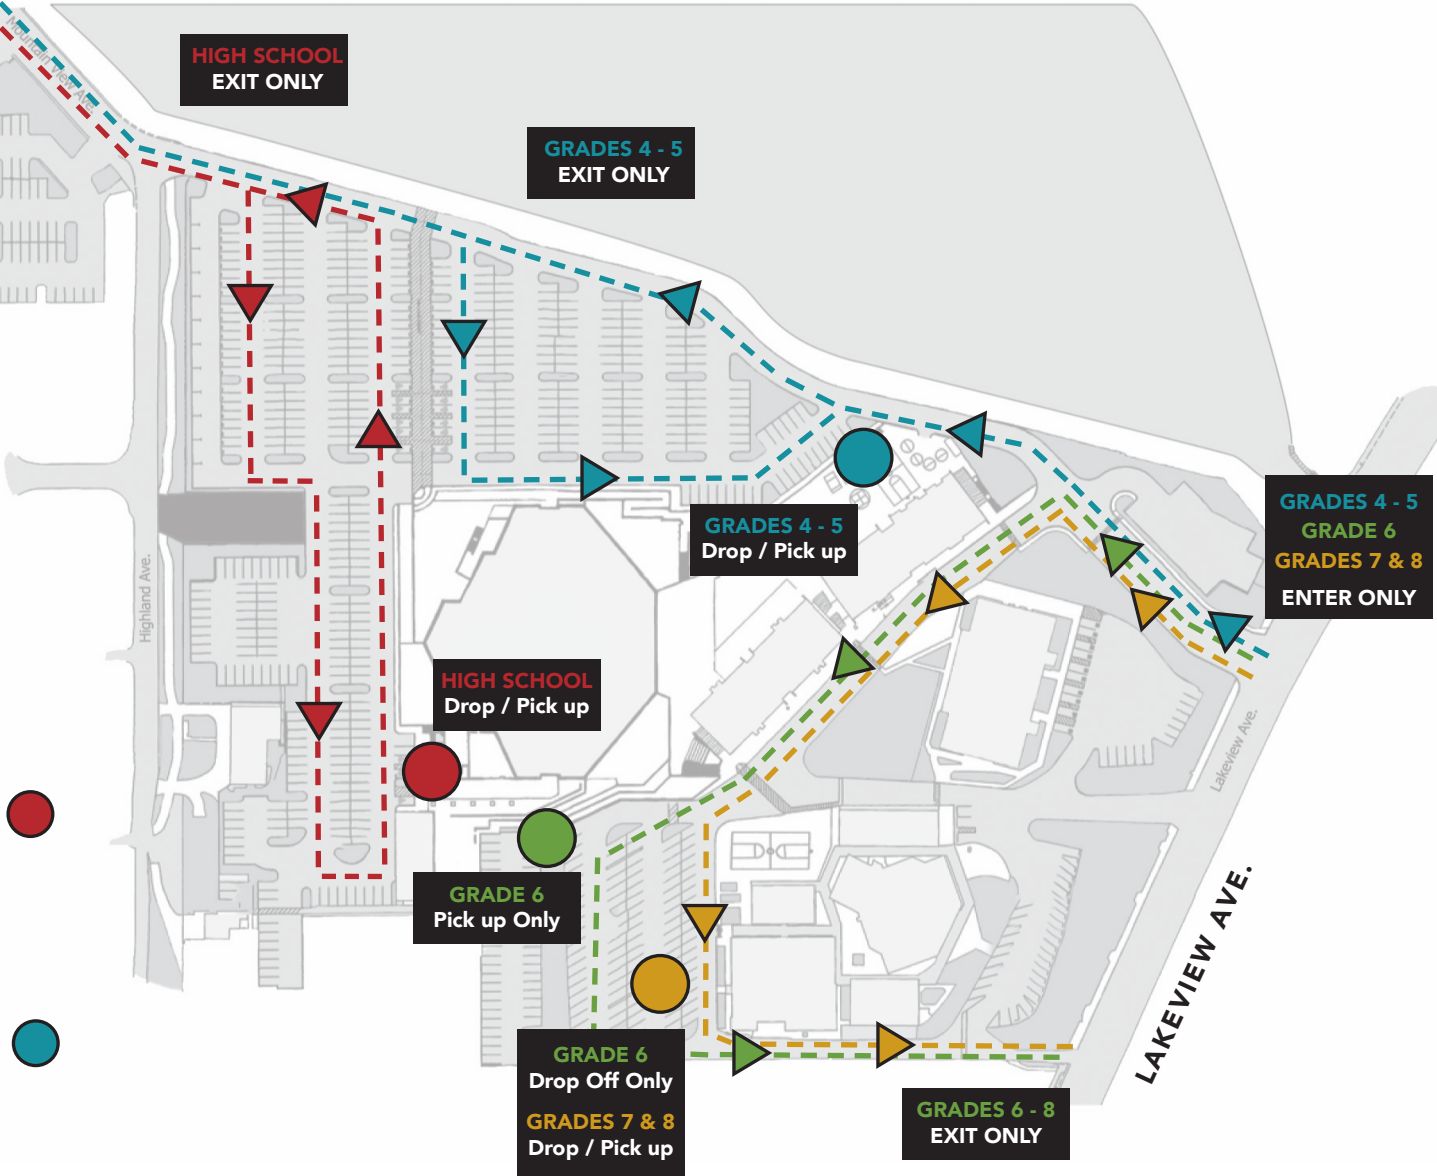 Mountain View Ave.
HIGH SCHOOL
EXIT ONLY
GRADES 4 - 5
EXIT ONLY
GRADES 4 - 5
GRADE 6
GRADES 7 & 8
ENTER ONLY
GRADES 4 - 5
Drop / Pick up
Highland Ave.
HIGH SCHOOL
Drop / Pick up
Lakeview Ave.
GRADE 6
Pick up Only
LAKEVIEW AVE.
GRADE 6
Drop Off Only
GRADES 7 & 8
Drop / Pick up
GRADES 6 - 8
EXIT ONLY